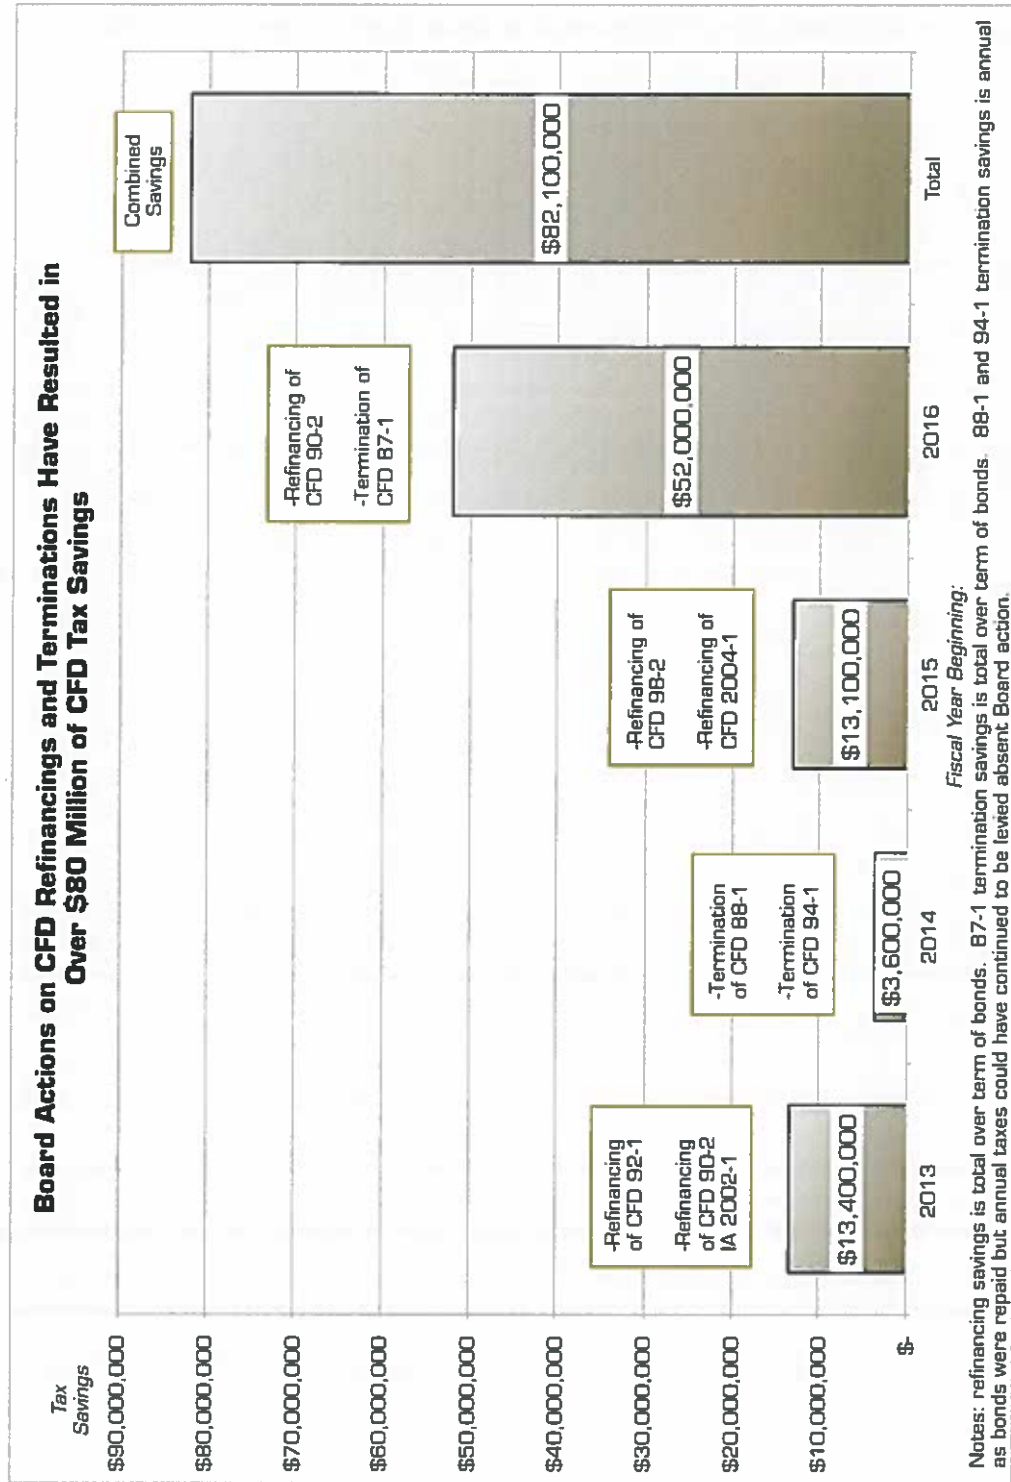 Board Actions on CFD Refinancings and Terminations Have Resulted in
Over $80 Million of CFD Tax Savings
Tax
Savings
$90,000,000
$80,000,000
$70,000,000
$60,000,000
$50,000,000
$40,000,000
$30,000,000
$20,000,000
$10,000,000
$-
-Refinancing
of CFD 92-1
-Refinancing
of CFD 90-2
IA 2002-1
$13,400,000
2013
-Termination
of CFD 88-1
-Termination
of CFD 94-1
$3,600,000
2014
-Refinancing of
CFD 98-2
-Refinancing of
CFD 2004-1
$13,100,000
2015
-Refinancing of
CFD 90-2
-Termination of
CFD 87-1
$52,000,000
2016
Combined
Savings
$82,100,000
Total
Fiscal Year Beginning:
Notes: refinancing savings is total over term of bonds. 87-1 termination savings is total over term of bonds. 88-1 and 94-1 termination savings is annual
as bonds were repaid but annual taxes could have continued to be levied absent Board action.